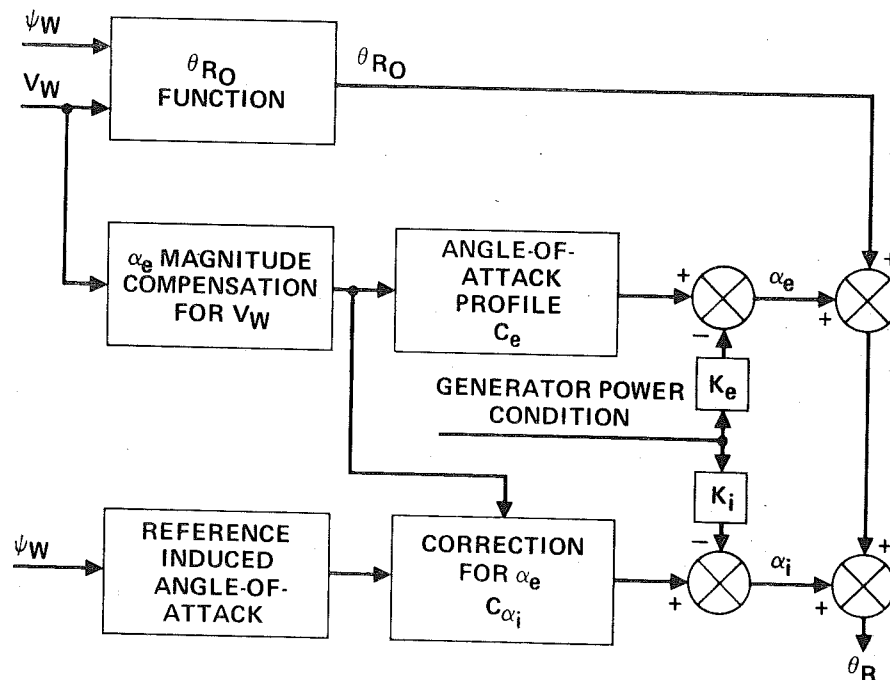 ψW
VW
θRO
FUNCTION
θRO
αe MAGNITUDE
COMPENSATION
FOR VW
ANGLE-OF-
ATTACK
PROFILE
Ce
+
−
αe
+
+
Ke
GENERATOR POWER
CONDITION
Ki
ψW
REFERENCE
INDUCED
ANGLE-OF-
ATTACK
CORRECTION
FOR αe
Cαi
−
+
αi
+
+
θR